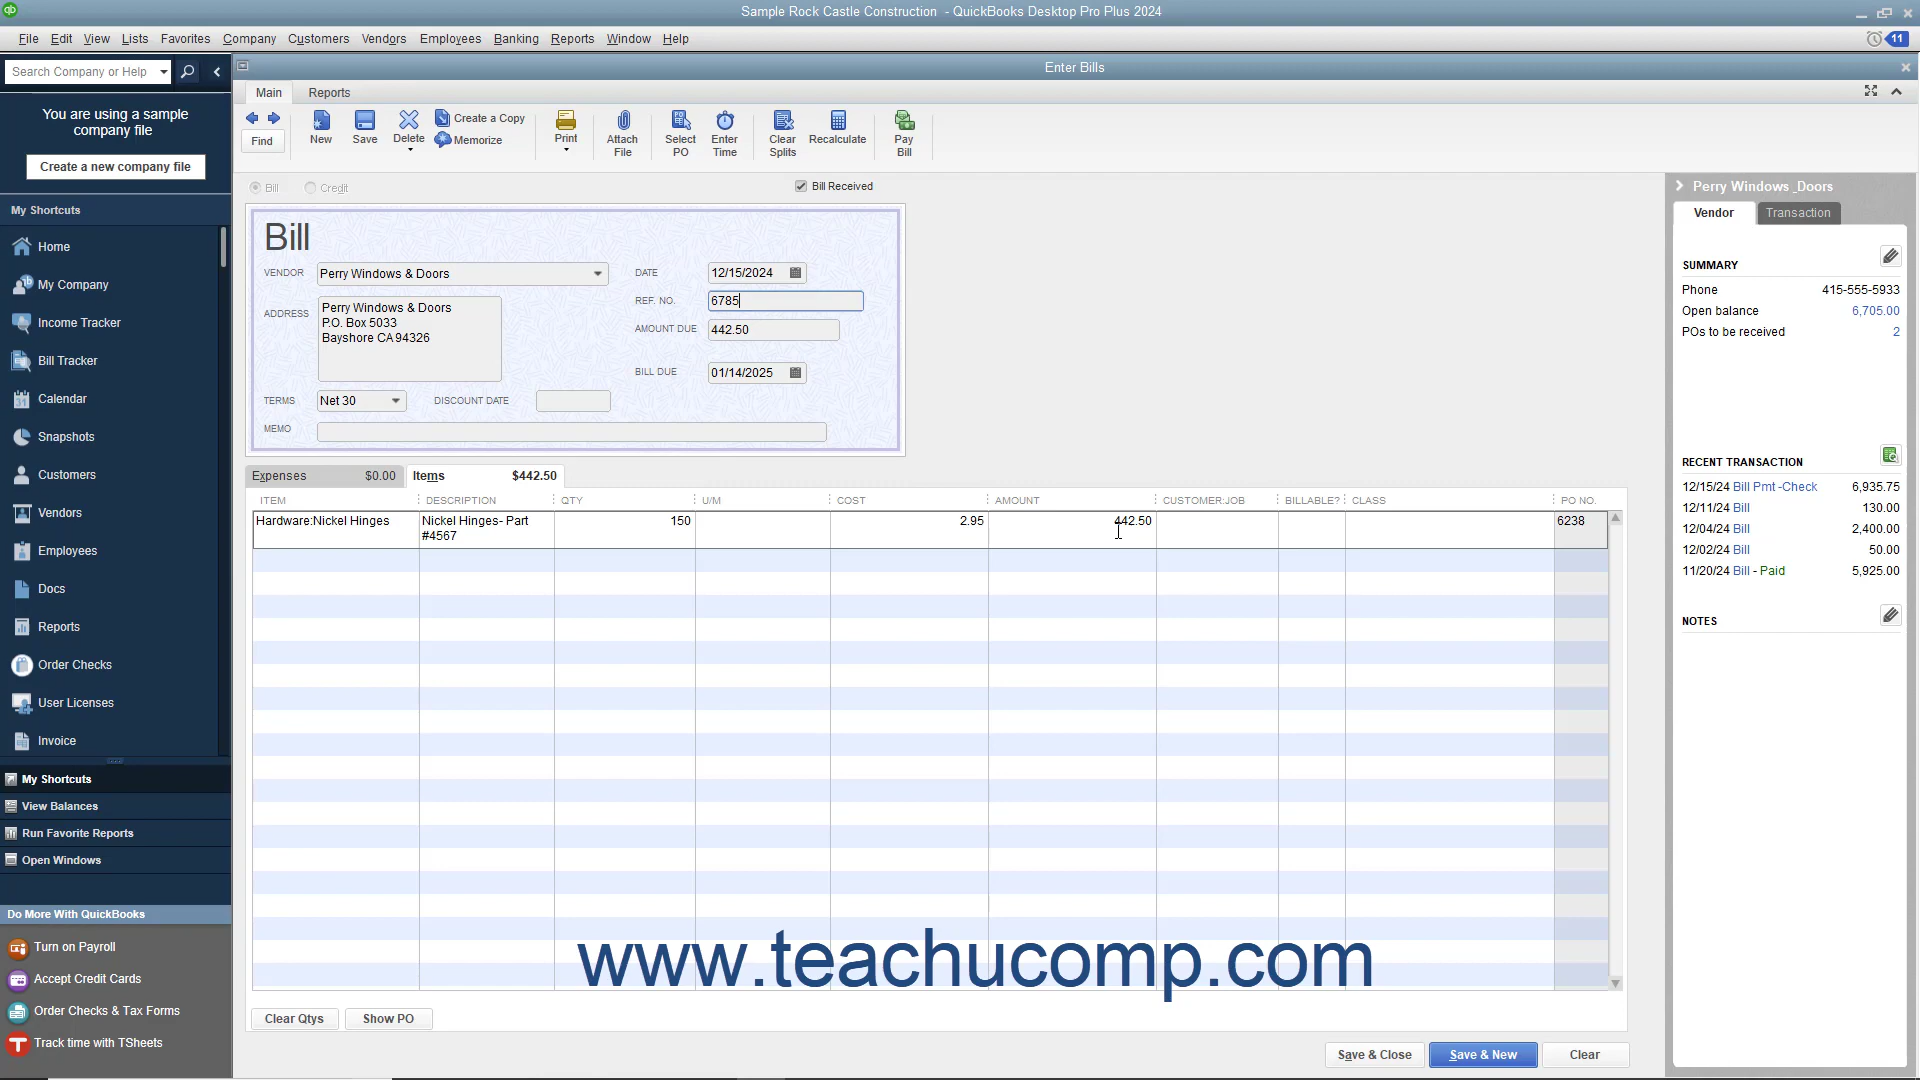 Sample Rock Castle Construction - QuickBooks Desktop Pro Plus 2024
File Edit View Lists Favorites Company Customers Vendors Employees Banking Reports Window Help
11
Search Company or Help
Enter Bills
You are using a sample
company file
Create a new company file
Main Reports
Find
New
Save
Delete
Create a Copy
Memorize
Print
Attach
File
Select
PO
Enter
Time
Clear
Splits
Recalculate
Pay
Bill
My Shortcuts
Home
My Company
Income Tracker
Bill Tracker
Calendar
Snapshots
Customers
Vendors
Employees
Docs
Reports
Order Checks
User Licenses
Invoice
My Shortcuts
View Balances
Run Favorite Reports
Open Windows
Do More With QuickBooks
Turn on Payroll
Accept Credit Cards
Order Checks & Tax Forms
Track time with TSheets
Bill Credit
Bill Received
Bill
VENDOR Perry Windows & Doors
ADDRESS
Perry Windows & Doors
P.O. Box 5033
Bayshore CA 94326
TERMS Net 30 DISCOUNT DATE
MEMO
DATE 12/15/2024
REF. NO. 6785
AMOUNT DUE 442.50
BILL DUE 01/14/2025
Expenses $0.00 Items $442.50
ITEM DESCRIPTION QTY U/M COST AMOUNT CUSTOMER:JOB BILLABLE? CLASS PO NO.
Hardware:Nickel Hinges Nickel Hinges- Part 150 2.95 442.50 6238
#4567
www.teachucomp.com
Clear Qtys Show PO
Save & Close Save & New Clear
Perry Windows _Doors
Vendor Transaction
SUMMARY
Phone 415-555-5933
Open balance 6,705.00
POs to be received 2
RECENT TRANSACTION
12/15/24 Bill Pmt -Check 6,935.75
12/11/24 Bill 130.00
12/04/24 Bill 2,400.00
12/02/24 Bill 50.00
11/20/24 Bill - Paid 5,925.00
NOTES